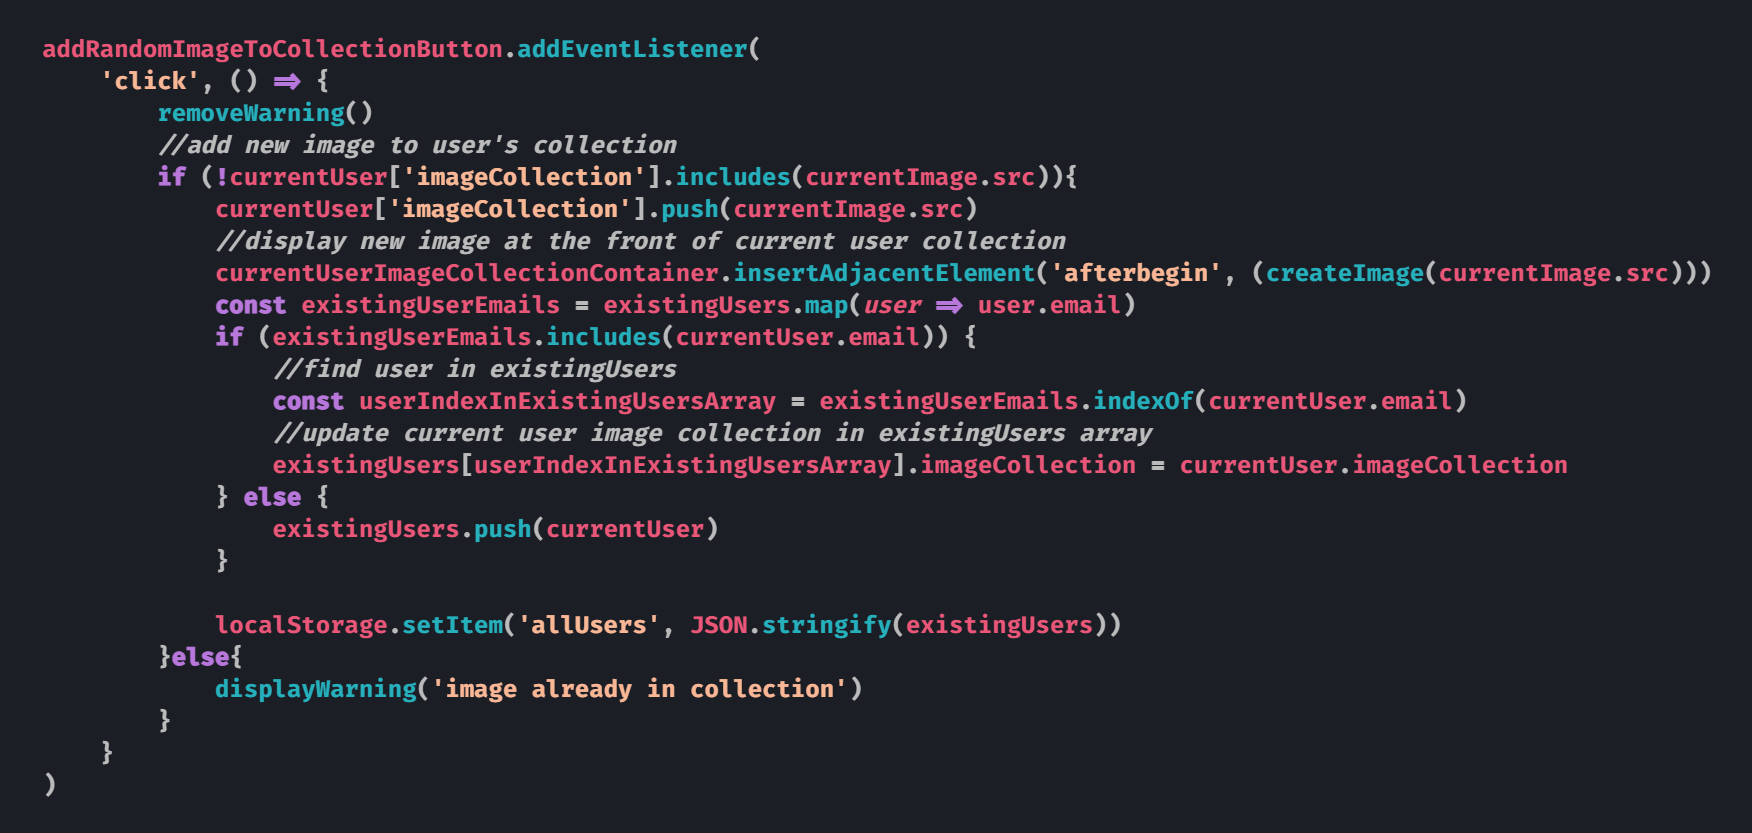 addRandomImageToCollectionButton.addEventListener(
    'click', () => {
        removeWarning()
        //add new image to user's collection
        if (!currentUser['imageCollection'].includes(currentImage.src)){
            currentUser['imageCollection'].push(currentImage.src)
            //display new image at the front of current user collection
            currentUserImageCollectionContainer.insertAdjacentElement('afterbegin', (createImage(currentImage.src)))
            const existingUserEmails = existingUsers.map(user => user.email)
            if (existingUserEmails.includes(currentUser.email)) {
                //find user in existingUsers
                const userIndexInExistingUsersArray = existingUserEmails.indexOf(currentUser.email)
                //update current user image collection in existingUsers array
                existingUsers[userIndexInExistingUsersArray].imageCollection = currentUser.imageCollection
            } else {
                existingUsers.push(currentUser)
            }

            localStorage.setItem('allUsers', JSON.stringify(existingUsers))
        }else{
            displayWarning('image already in collection')
        }
    }
)